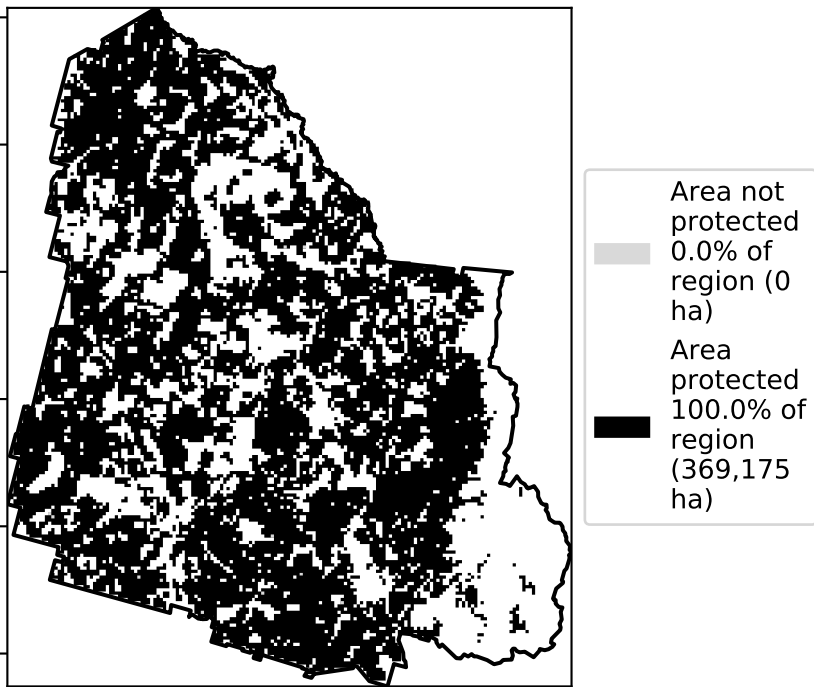 Area not
protected
0.0% of
region (0
ha)
Area
protected
100.0% of
region
(369,175
ha)